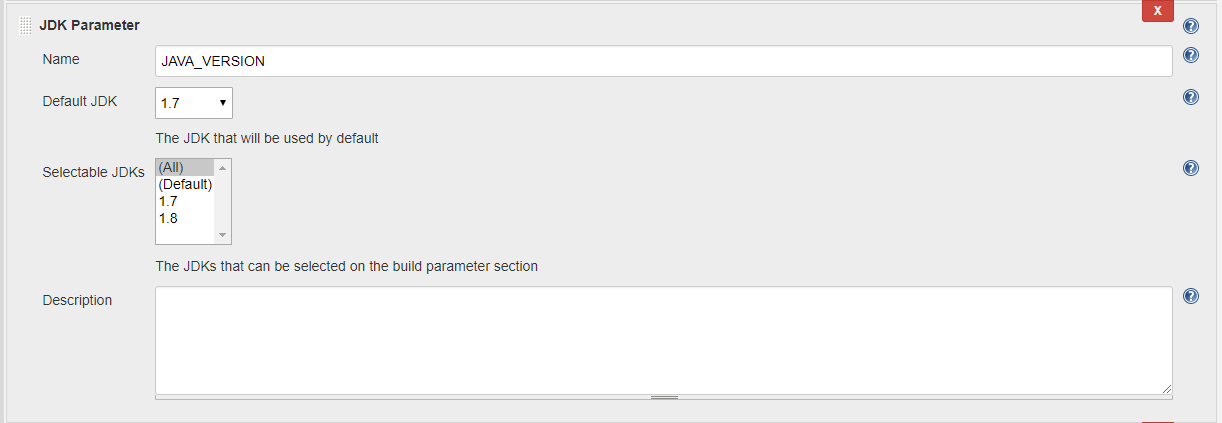 X
JDK Parameter
Name
JAVA_VERSION
Default JDK
1.7
The JDK that will be used by default
Selectable JDKs
(All)
(Default)
1.7
1.8
The JDKs that can be selected on the build parameter section
Description